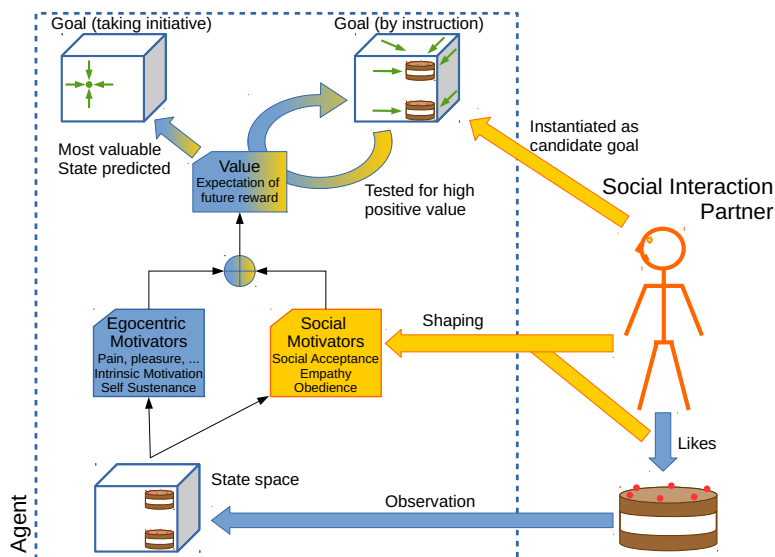 Goal (taking initiative)
Goal (by instruction)
Most valuable
State predicted
Value
Expectation of
future reward
Tested for high
positive value
Instantiated as
candidate goal
Social Interaction
Partner
Egocentric
Motivators
Pain, pleasure, ...
Intrinsic Motivation
Self Sustenance
Social
Motivators
Social Acceptance
Empathy
Obedience
Shaping
Likes
State space
Observation
Agent